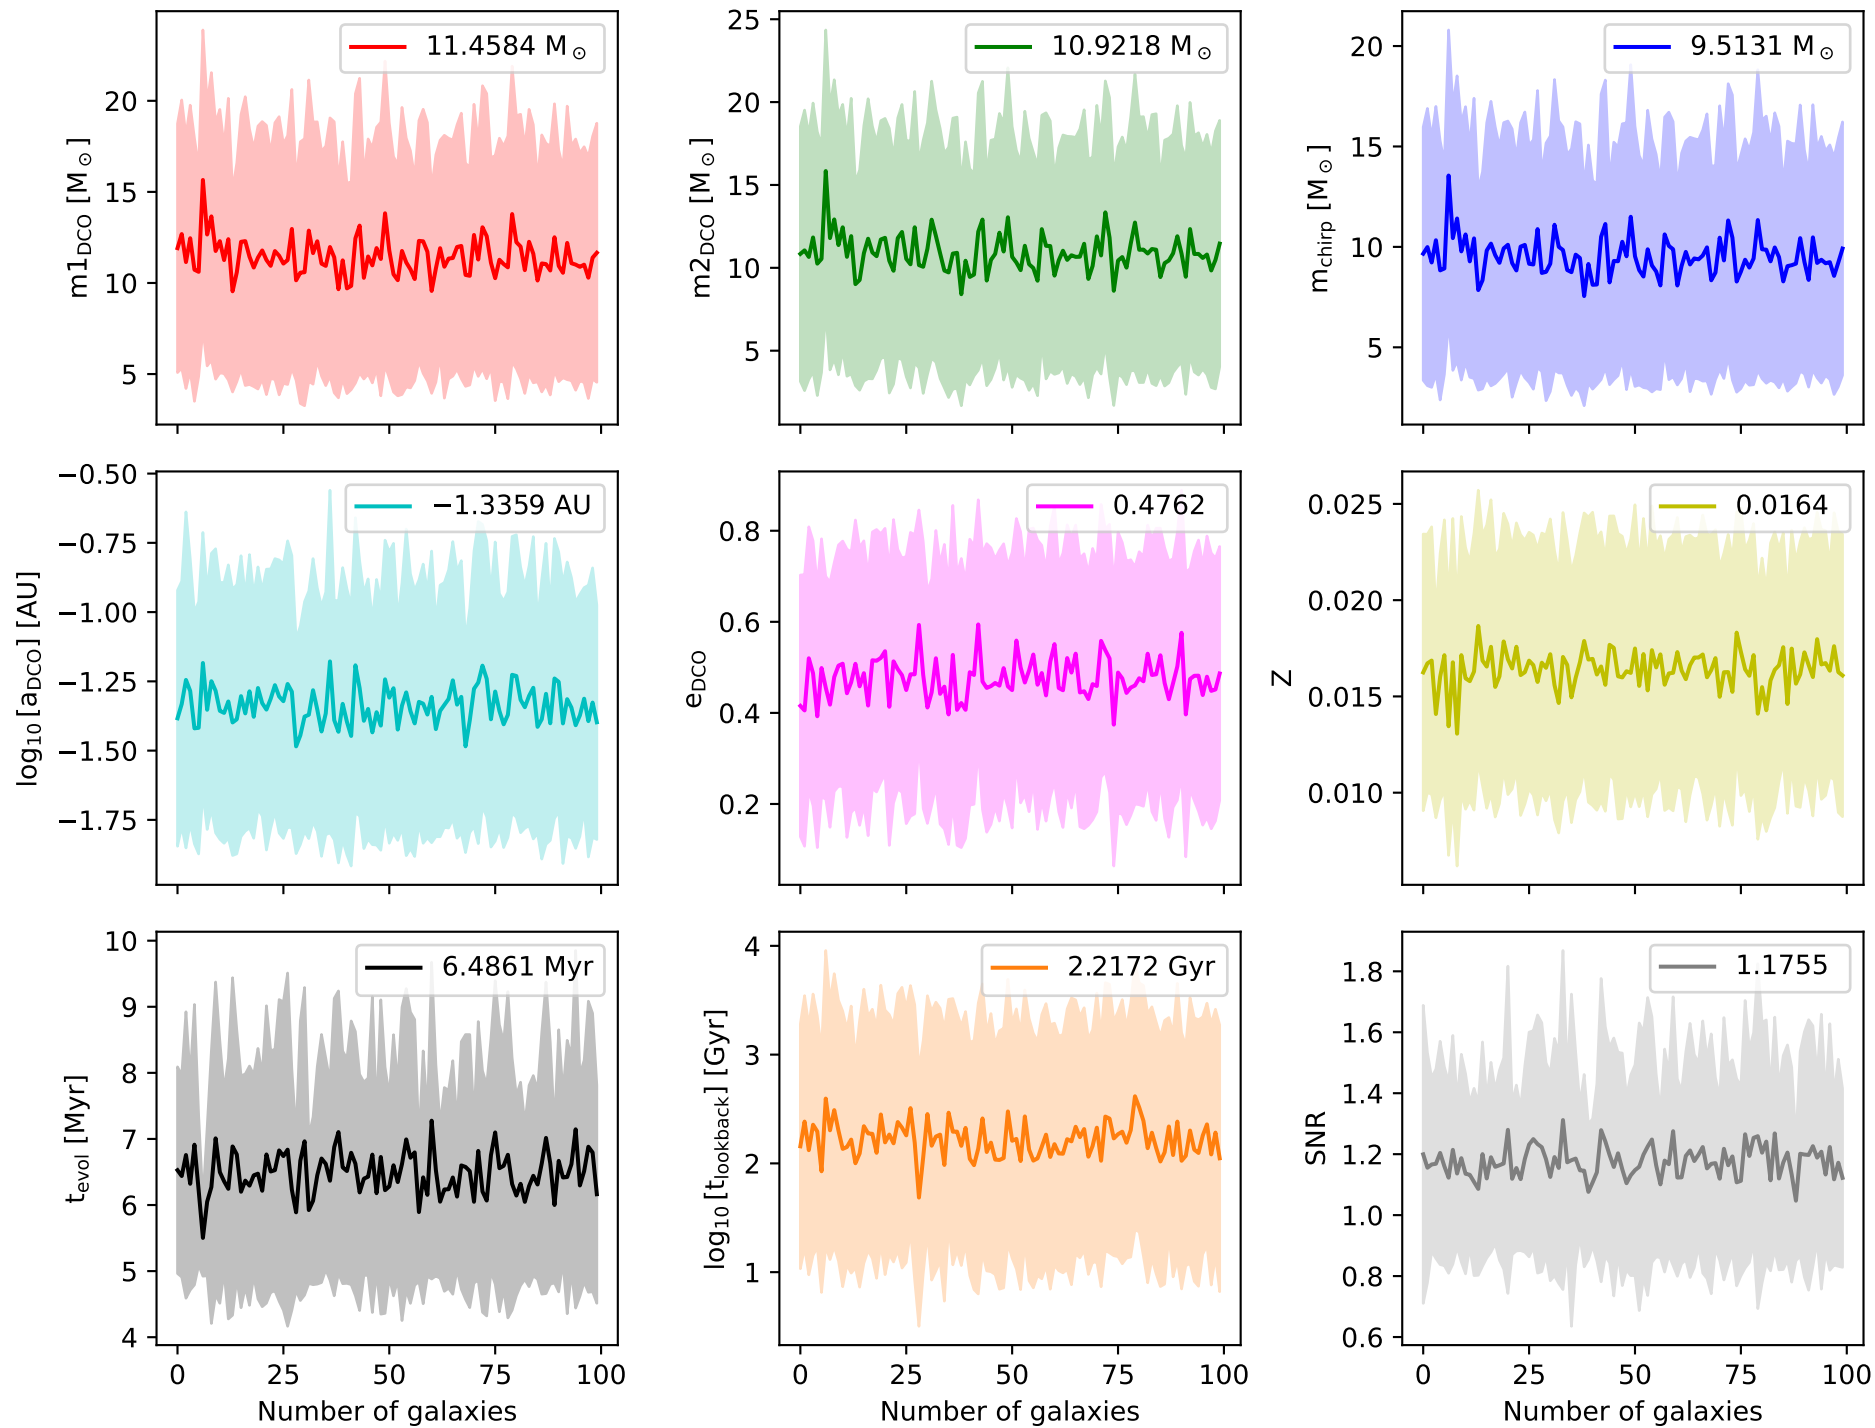 11.4584 M⊙
20
15
10
5
m1DCO [M⊙]
10.9218 M⊙
25
20
15
10
5
m2DCO [M⊙]
9.5131 M⊙
20
15
10
5
mchirp [M⊙]
−1.3359 AU
−0.50
−0.75
−1.00
−1.25
−1.50
−1.75
log10 [aDCO] [AU]
0.4762
0.8
0.6
0.4
0.2
eDCO
0.0164
0.025
0.020
0.015
0.010
Z
6.4861 Myr
10
9
8
7
6
5
4
tevol [Myr]
0 25 50 75 100
Number of galaxies
2.2172 Gyr
4
3
2
1
log10 [tlookback] [Gyr]
0 25 50 75 100
Number of galaxies
1.1755
1.8
1.6
1.4
1.2
1.0
0.8
0.6
SNR
0 25 50 75 100
Number of galaxies